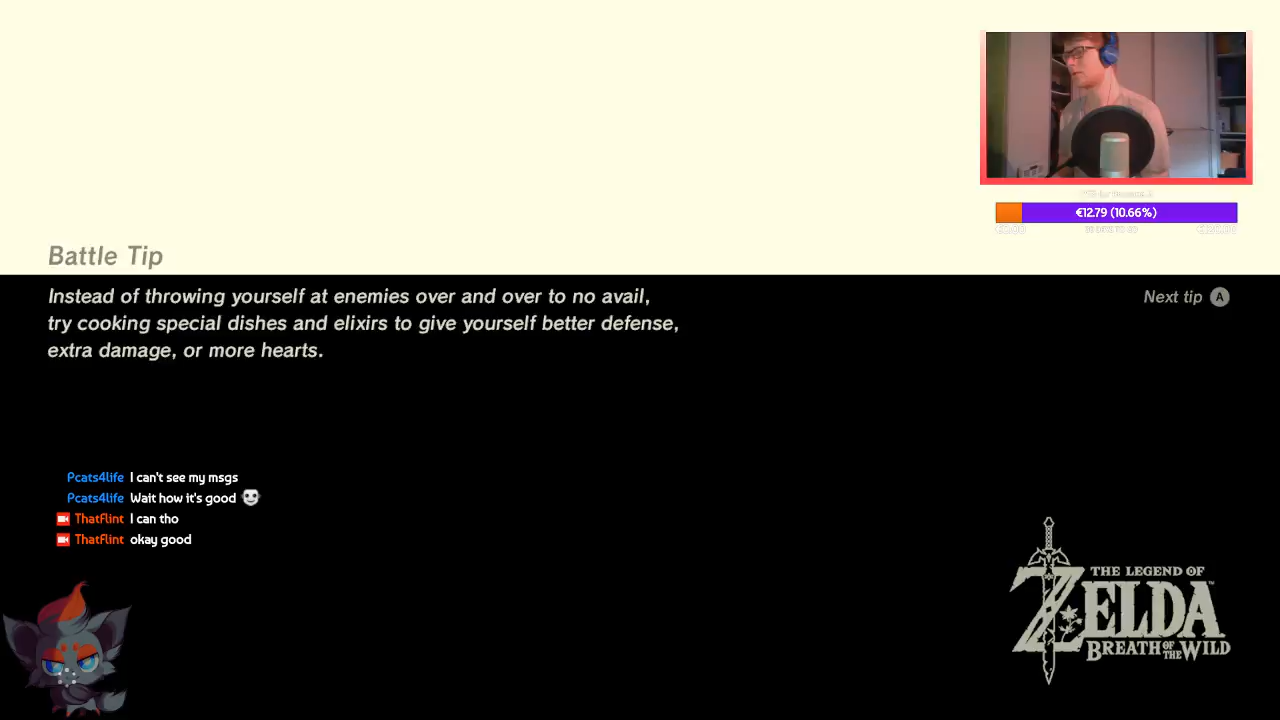 €12.79 (10.66%)
Battle Tip
Instead of throwing yourself at enemies over and over to no avail,
try cooking special dishes and elixirs to give yourself better defense,
extra damage, or more hearts.
Next tip A
Pcats4life I can't see my msgs
Pcats4life Wait how it's good
ThatFlint I can tho
ThatFlint okay good
THE LEGEND OF
ZELDA
BREATH OF THE WILD